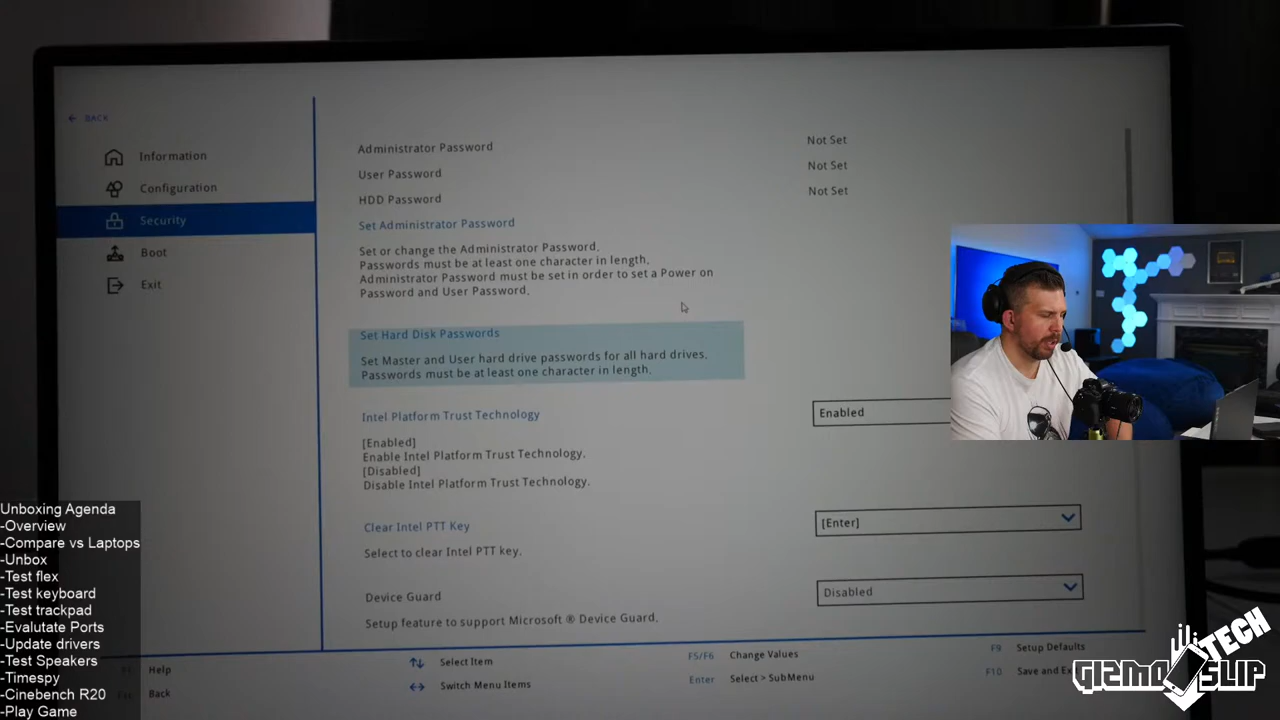 ← BACK
Information
Configuration
Security
Boot
Exit
Administrator Password Not Set
User Password Not Set
HDD Password Not Set
Set Administrator Password
Set or change the Administrator Password.
Passwords must be at least one character in length.
Administrator Password must be set in order to set a Power on
Password and User Password.
Set Hard Disk Passwords
Set Master and User hard drive passwords for all hard drives.
Passwords must be at least one character in length.
Intel Platform Trust Technology Enabled
[Enabled]
Enable Intel Platform Trust Technology.
[Disabled]
Disable Intel Platform Trust Technology.
Clear Intel PTT Key [Enter]
Select to clear Intel PTT key.
Device Guard Disabled
Setup feature to support Microsoft ® Device Guard.
Help
Back
Select Item
Switch Menu Items
F5/F6 Change Values
Enter Select > SubMenu
F9 Setup Defaults
F10 Save and
Unboxing Agenda
-Overview
-Compare vs Laptops
-Unbox
-Test flex
-Test keyboard
-Test trackpad
-Evalutate Ports
-Update drivers
-Test Speakers
-Timespy
-Cinebench R20
-Play Game
GIZMO SLIP
TECH